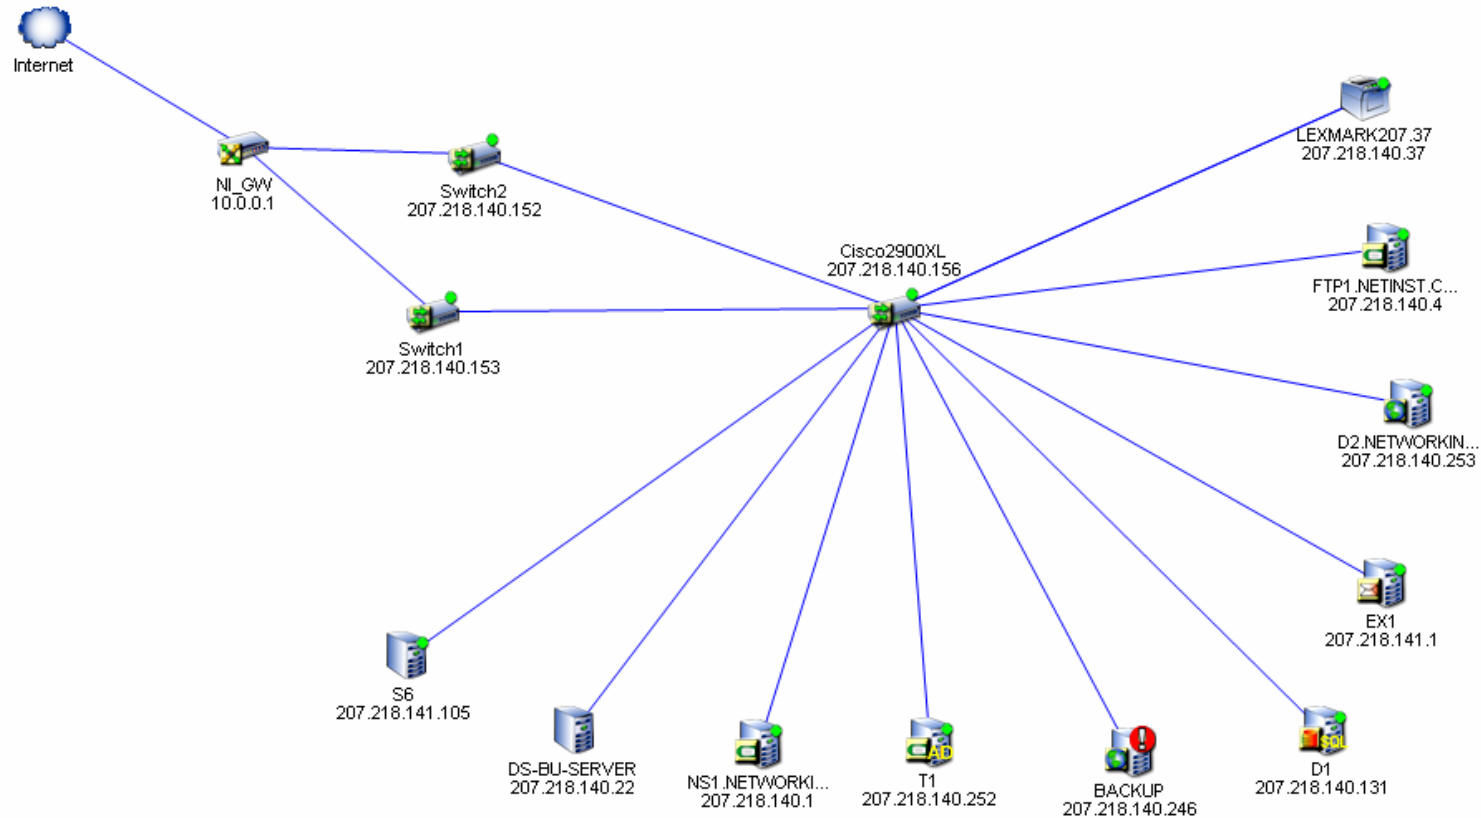 Internet
NI_GW
10.0.0.1
Switch2
207.218.140.152
Switch1
207.218.140.153
Cisco2900XL
207.218.140.156
LEXMARK207.37
207.218.140.37
FTP1.NETINST.C...
207.218.140.4
D2.NETWORKIN...
207.218.140.253
EX1
207.218.141.1
S6
207.218.141.105
DS-BU-SERVER
207.218.140.22
NS1.NETWORKI...
207.218.140.1
AD
T1
207.218.140.252
BACKUP
207.218.140.246
SQL
D1
207.218.140.131